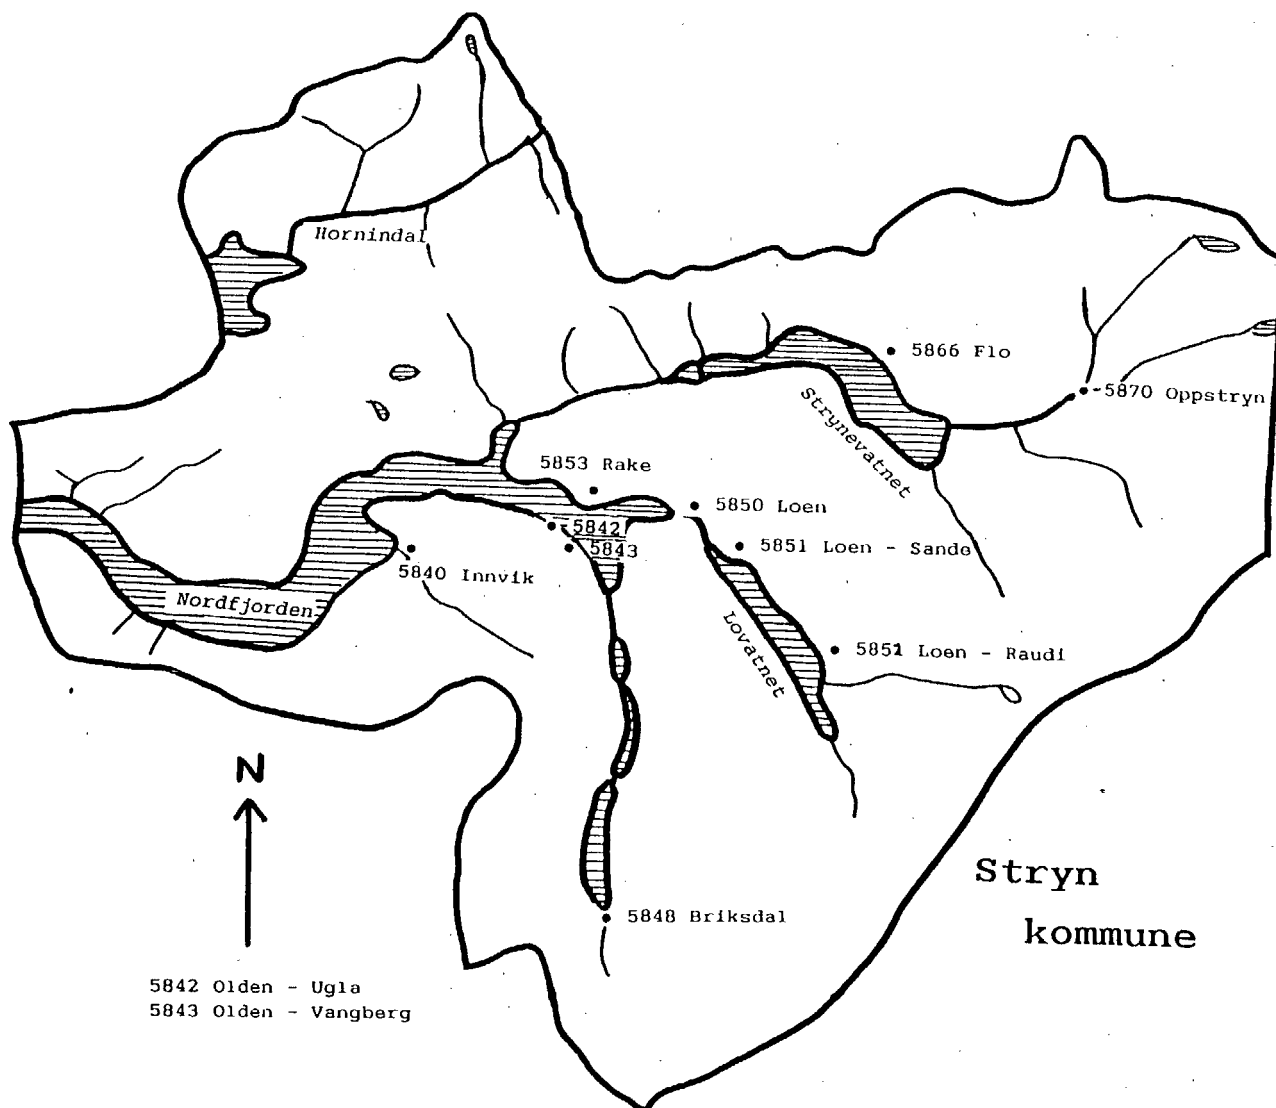 Hornindal
5866 Flo
5870 Oppstryn
Strynevatnet
5853 Rake
5850 Loen
5842
5843
5851 Loen - Sande
5840 Innvik
Nordfjorden
Lovatnet
5852 Loen - Raudi
N
Stryn
kommune
5848 Briksdal
5842 Olden - Ugla
5843 Olden - Vangberg